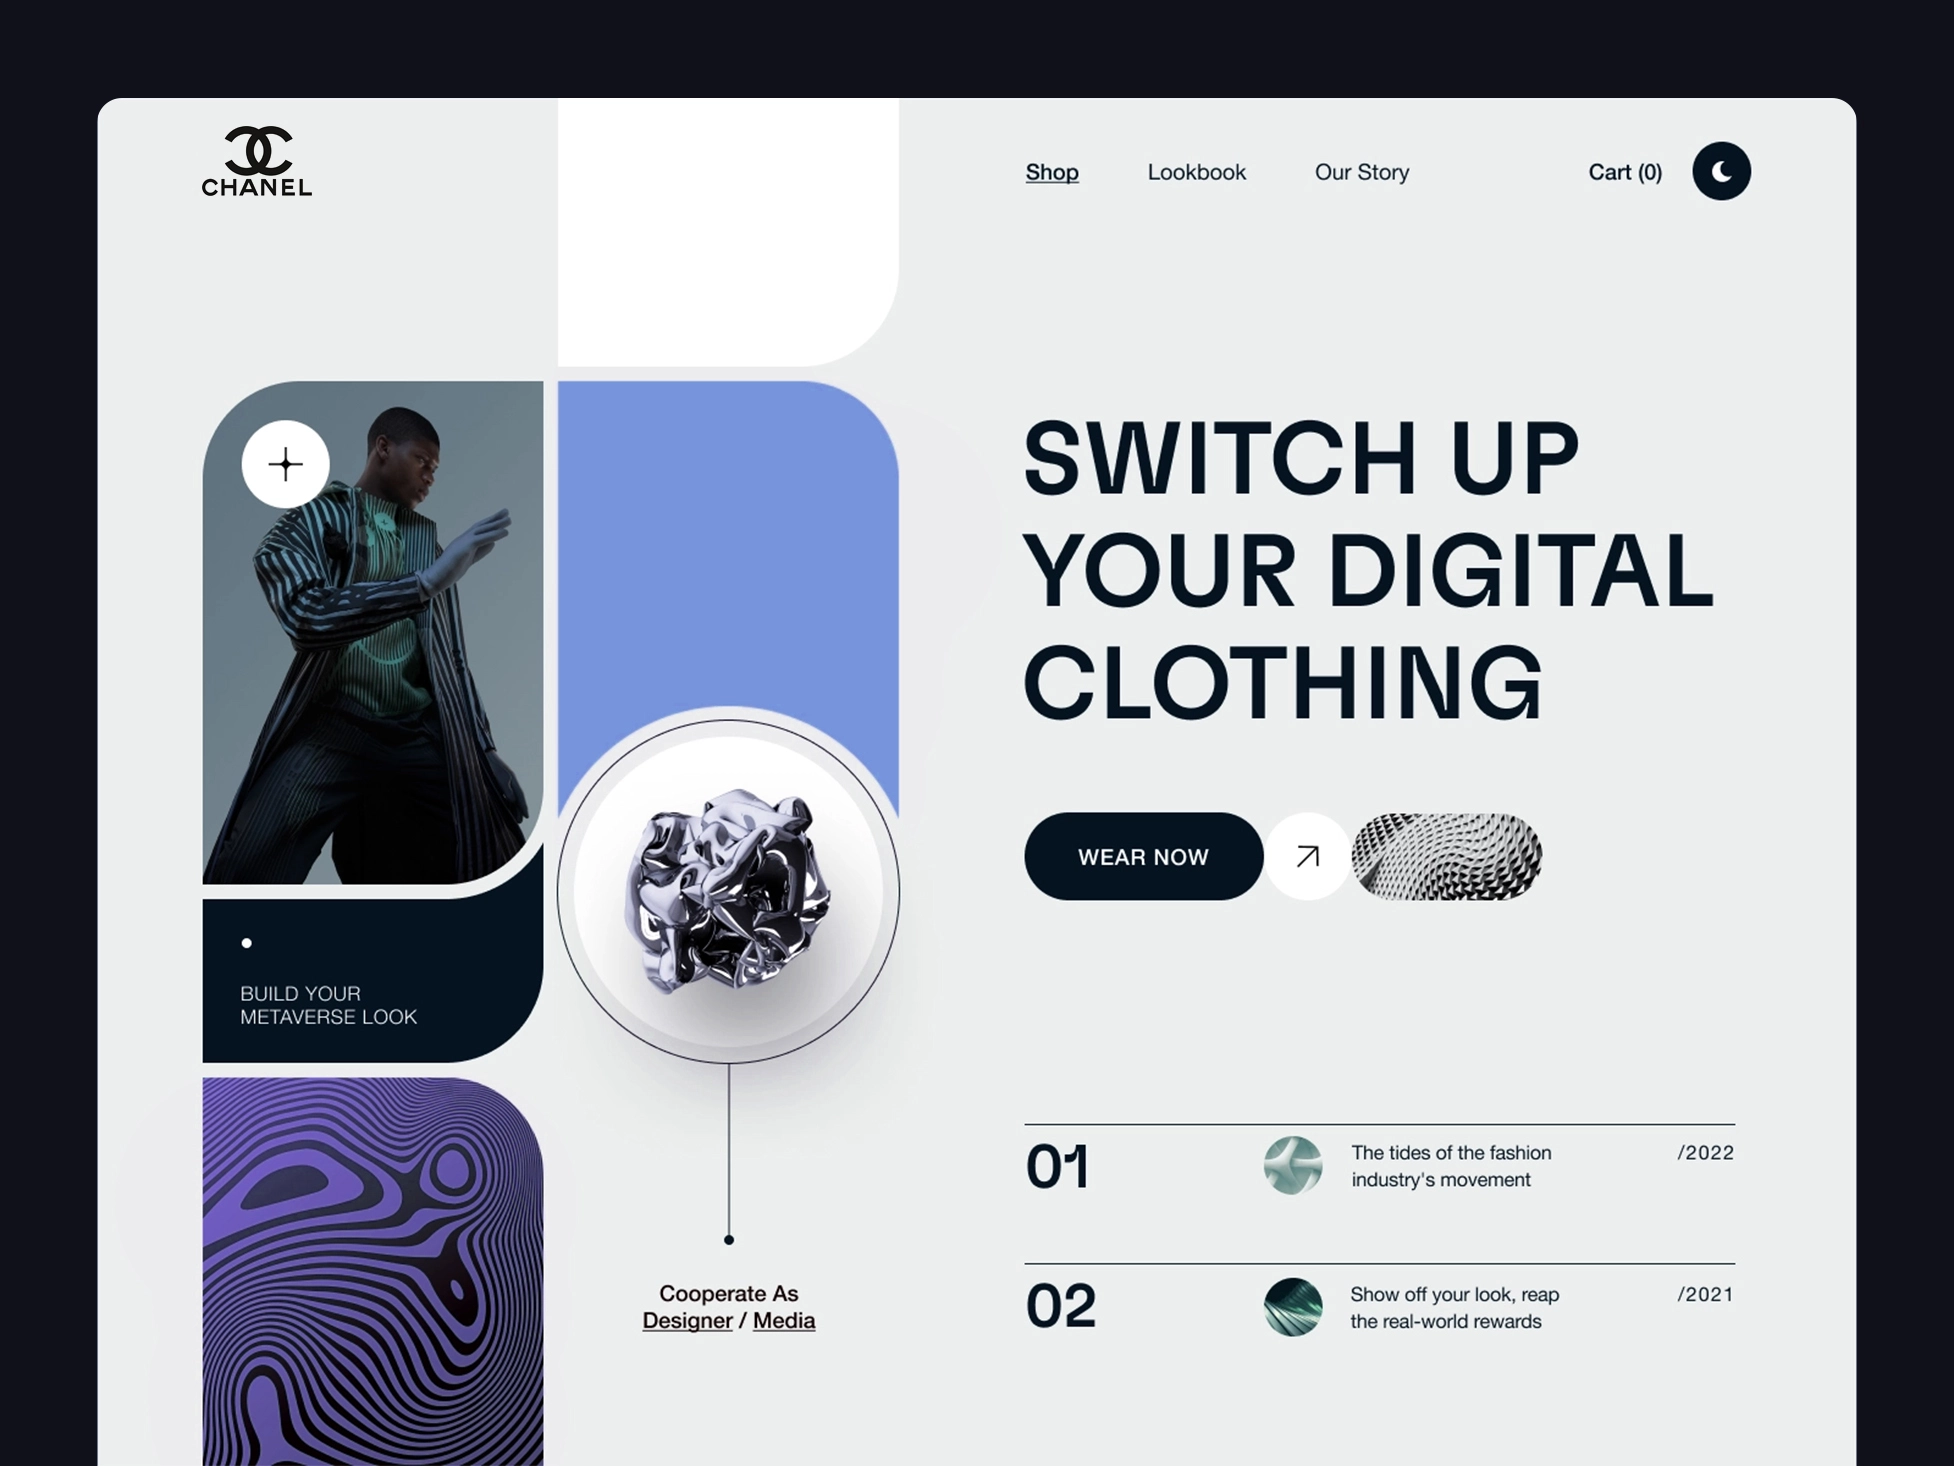 CHANEL
Shop
Lookbook
Our Story
Cart (0)
SWITCH UP
YOUR DIGITAL
CLOTHING
WEAR NOW
BUILD YOUR
METAVERSE LOOK
Cooperate As
Designer / Media
01
The tides of the fashion
industry's movement
/2022
02
Show off your look, reap
the real-world rewards
/2021